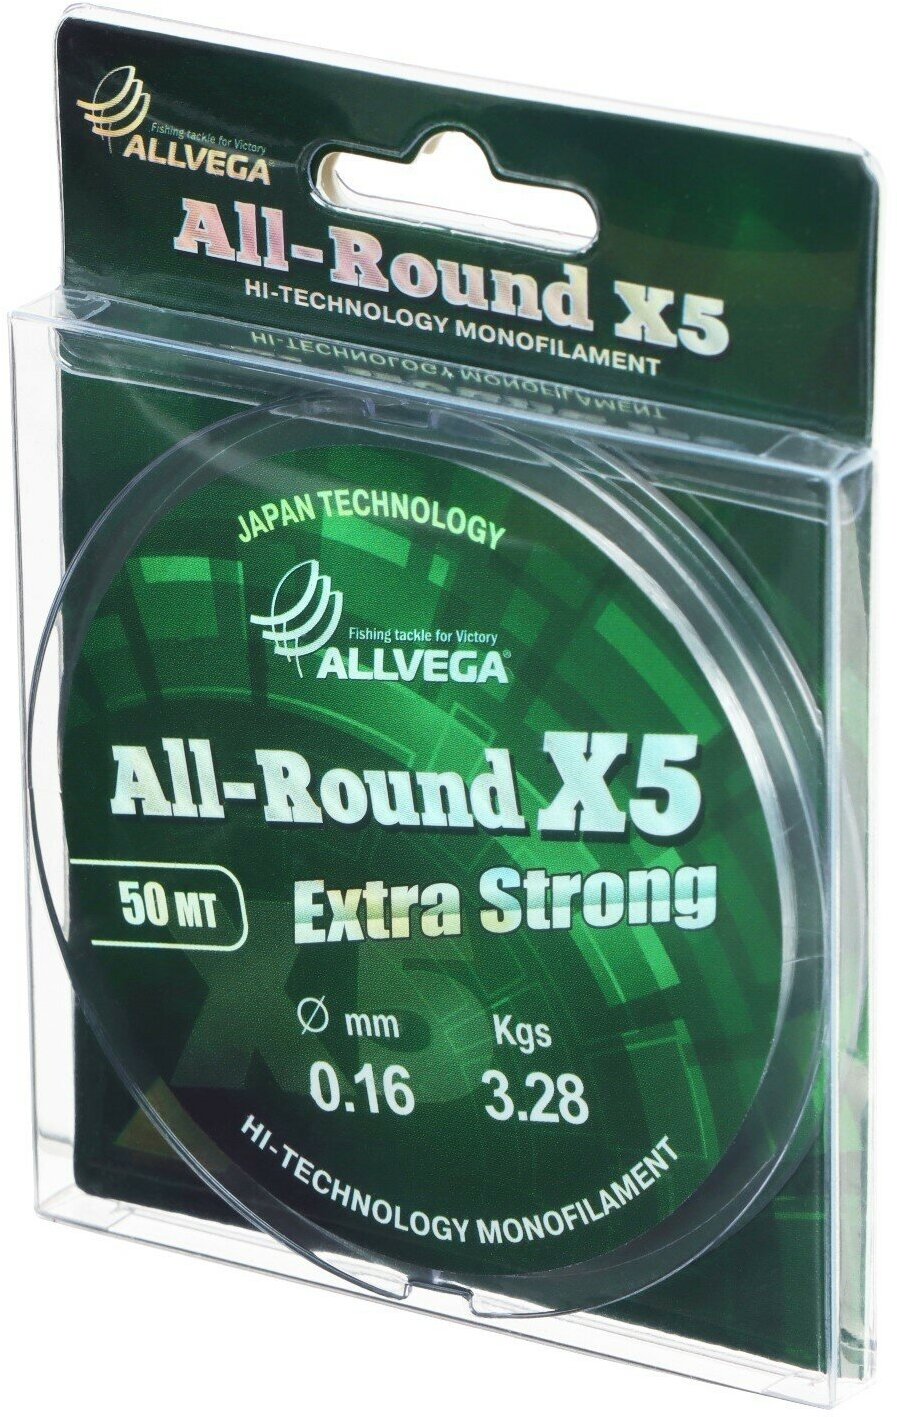 Fishing tackle for Victory
ALLVEGA®
All-Round X5
HI-TECHNOLOGY MONOFILAMENT
HI-TECHNOLOGY MONOFILAMENT
JAPAN TECHNOLOGY
Fishing tackle for Victory
ALLVEGA®
All-Round X5
50 MT
Extra Strong
X5
Ø mm
Kgs
0.16
3.28
HI-TECHNOLOGY MONOFILAMENT